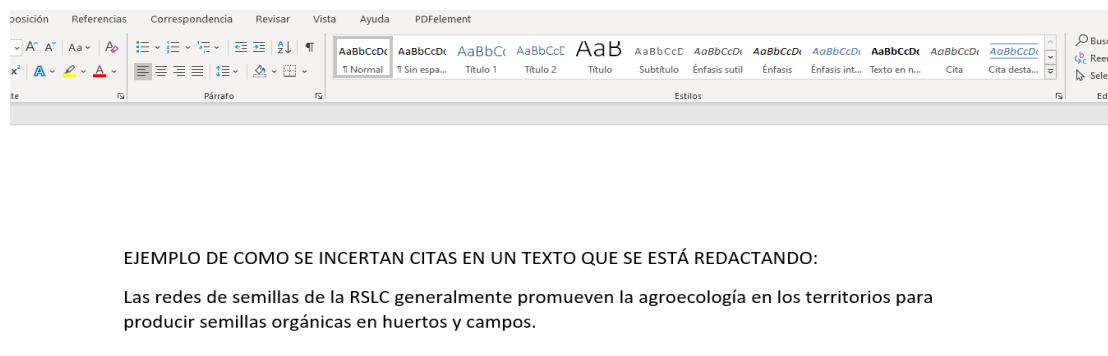 Referencias Correspondencia Revisar Vista Ayuda PDFelement
A^ A˅ Aa A
AaBbCcDc AaBbCcDc AaBbC( AaBbCcE AaB AaBbCcD AaBbCcDc AaBbCcDc AaBbCcDc AaBbCcDc AaBbCcDc AaBbCcDc
¶ Normal ¶ Sin espa... Título 1 Título 2 Título Subtítulo Énfasis sutil Énfasis Énfasis int... Texto en n... Cita Cita desta...
Párrafo Estilos
EJEMPLO DE COMO SE INCERTAN CITAS EN UN TEXTO QUE SE ESTÁ REDACTANDO:
Las redes de semillas de la RSLC generalmente promueven la agroecología en los territorios para
producir semillas orgánicas en huertos y campos.